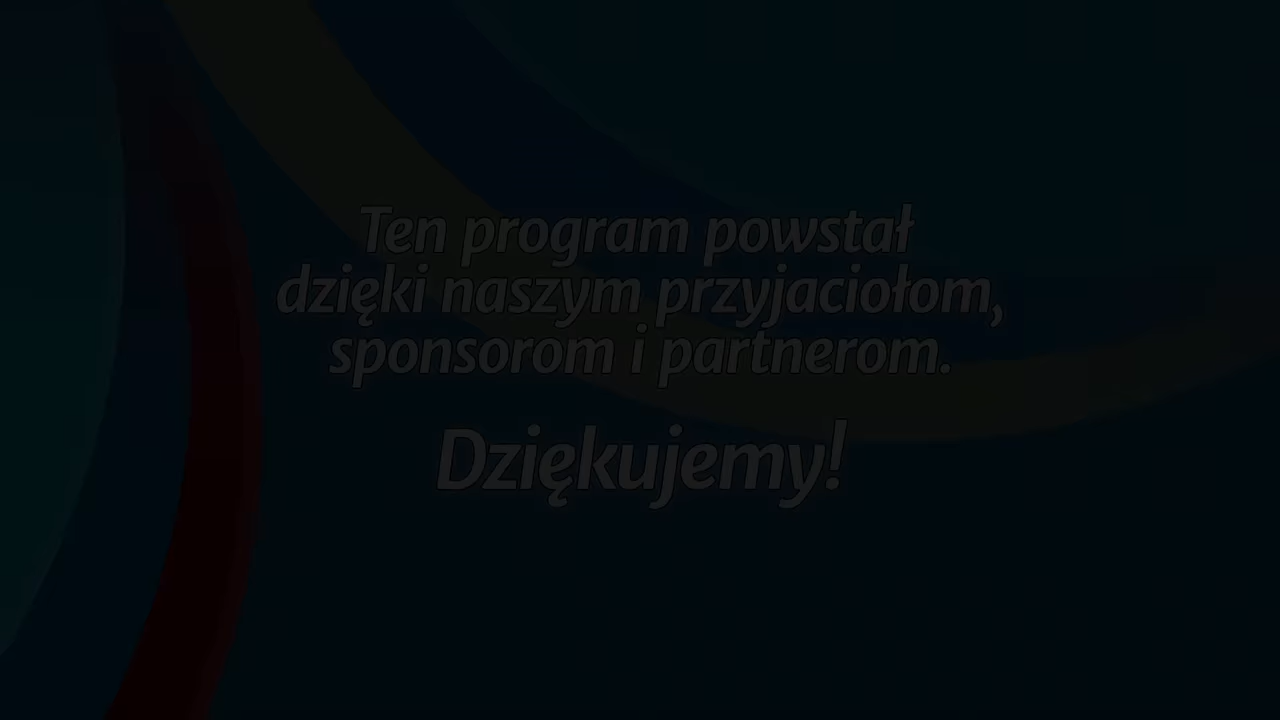 Ten program powstał
dzięki naszym przyjaciołom,
sponsorom i partnerom.
Dziękujemy!